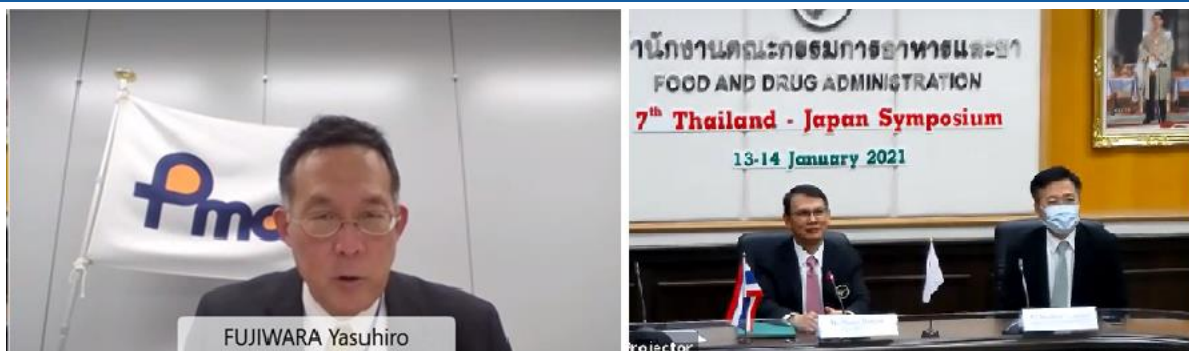 Pmd
FUJIWARA Yasuhiro
านักงานคณะกรรมการอาหารและยา
FOOD AND DRUG ADMINISTRATION
7th Thailand - Japan Symposium
13-14 January 2021
Projector